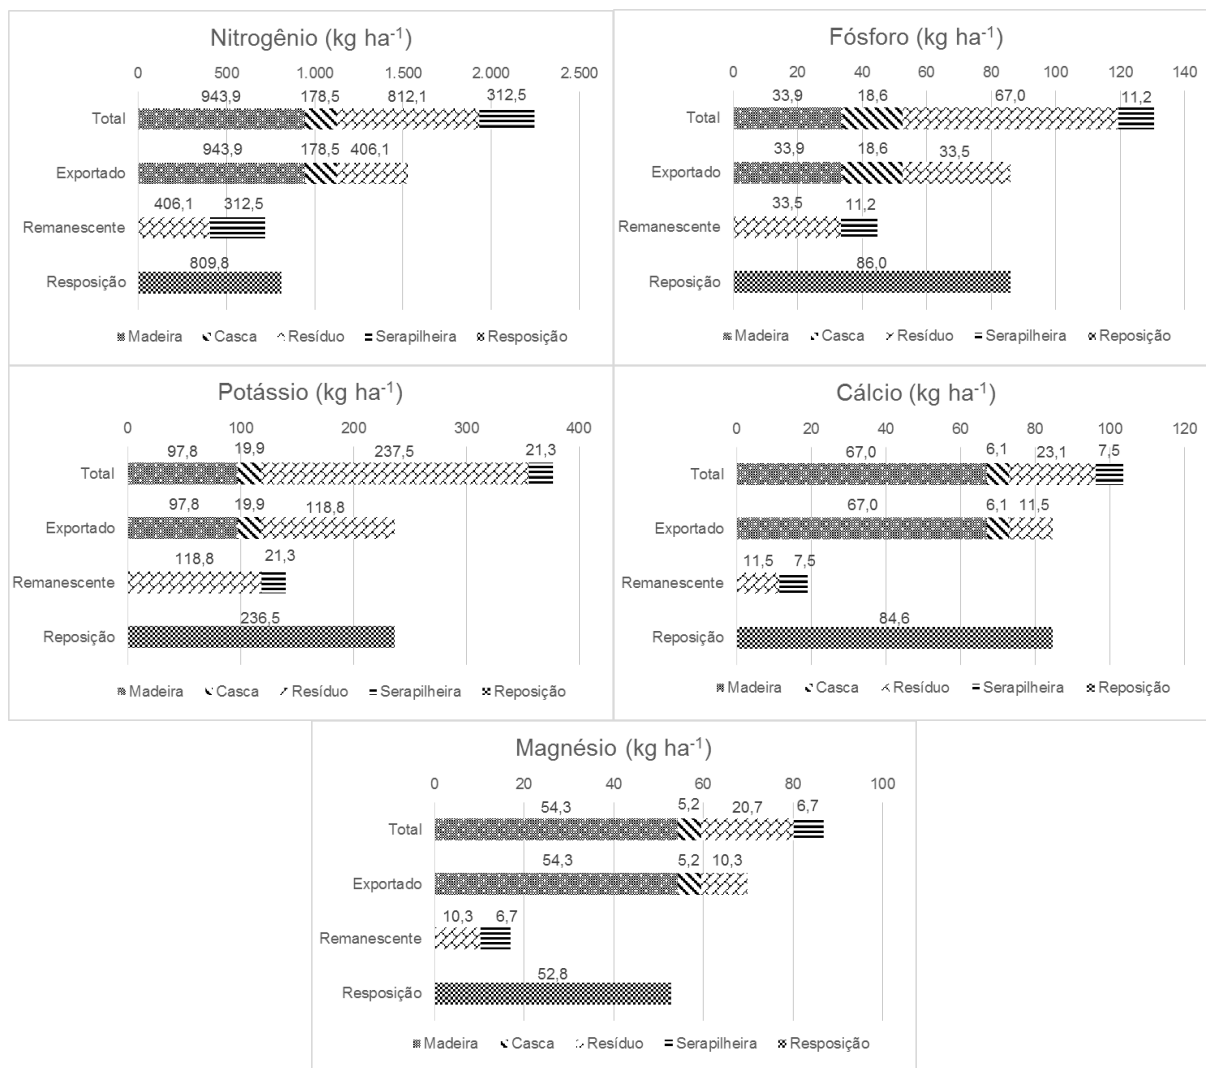 Nitrogênio (kg ha⁻¹)
0 500 1.000 1.500 2.000 2.500
943,9 178,5 812,1 312,5
Total
943,9 178,5 406,1
Exportado
406,1 312,5
Remanescente
809,8
Resposição
Madeira Casca Resíduo Serapilheira Resposição
Fósforo (kg ha⁻¹)
0 20 40 60 80 100 120 140
33,9 18,6 67,0 11,2
Total
33,9 18,6 33,5
Exportado
33,5 11,2
Remanescente
86,0
Reposição
Madeira Casca Resíduo Serapilheira Reposição
Potássio (kg ha⁻¹)
0 100 200 300 400
97,8 19,9 237,5 21,3
Total
97,8 19,9 118,8
Exportado
118,8 21,3
Remanescente
236,5
Reposição
Madeira Casca Resíduo Serapilheira Reposição
Cálcio (kg ha⁻¹)
0 20 40 60 80 100 120
67,0 6,1 23,1 7,5
Total
67,0 6,1 11,5
Exportado
11,5 7,5
Remanescente
84,6
Reposição
Madeira Casca Resíduo Serapilheira Reposição
Magnésio (kg ha⁻¹)
0 20 40 60 80 100
54,3 5,2 20,7 6,7
Total
54,3 5,2 10,3
Exportado
10,3 6,7
Remanescente
52,8
Resposição
Madeira Casca Resíduo Serapilheira Resposição